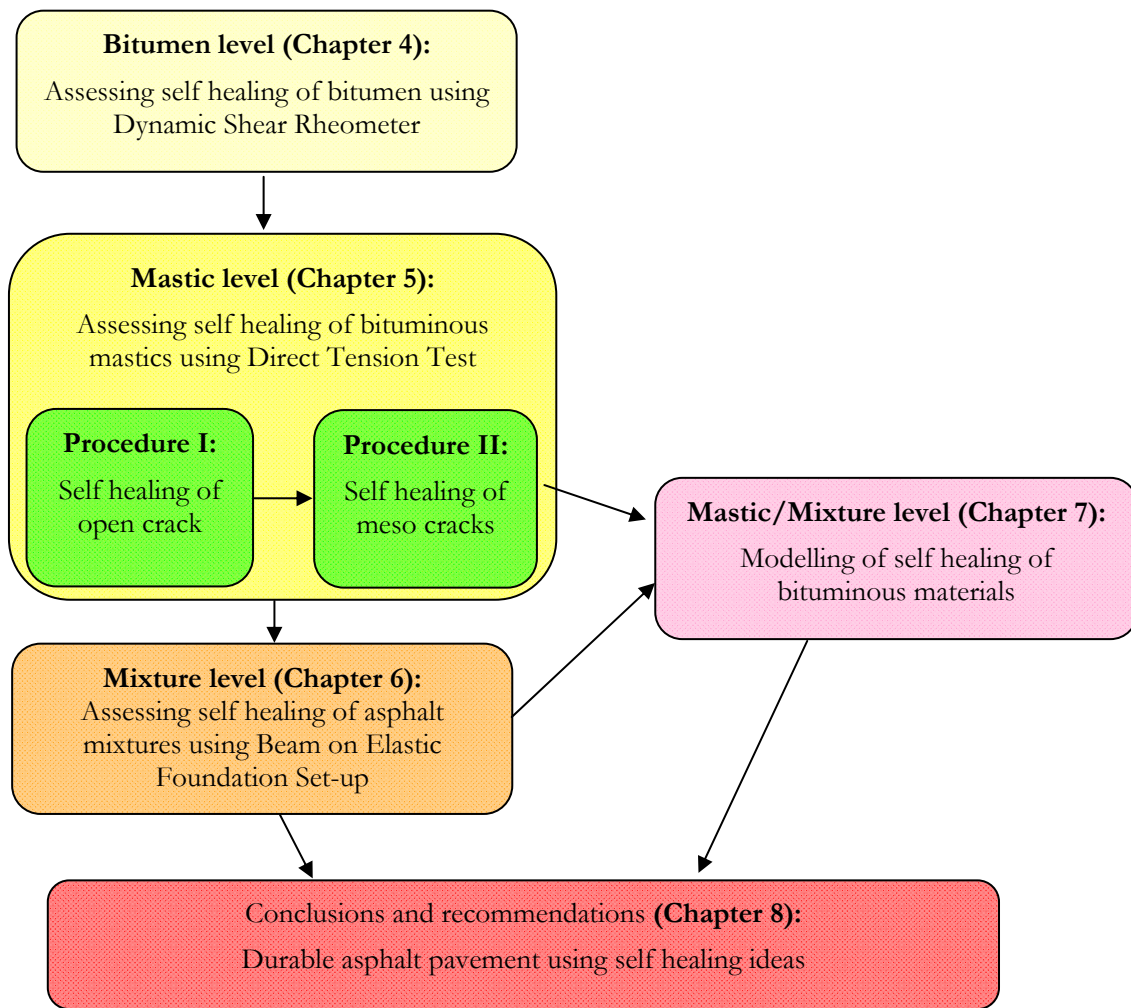 Bitumen level (Chapter 4):
Assessing self healing of bitumen using
Dynamic Shear Rheometer
Mastic level (Chapter 5):
Assessing self healing of bituminous
mastics using Direct Tension Test
Procedure I:
Self healing of
open crack
Procedure II:
Self healing of
meso cracks
Mastic/Mixture level (Chapter 7):
Modelling of self healing of
bituminous materials
Mixture level (Chapter 6):
Assessing self healing of asphalt
mixtures using Beam on Elastic
Foundation Set-up
Conclusions and recommendations (Chapter 8):
Durable asphalt pavement using self healing ideas